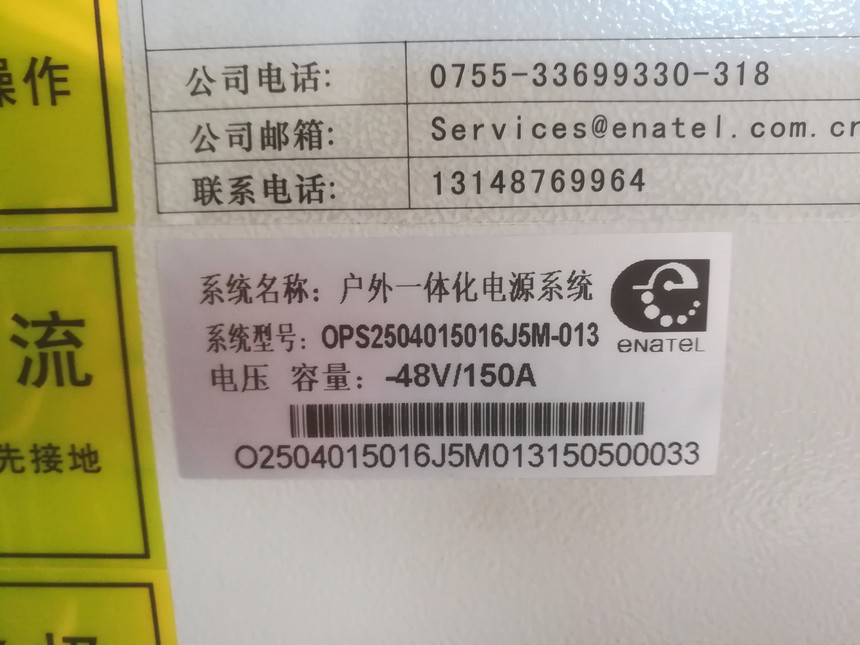 操作
公司电话: 0755-33699330-318
公司邮箱: Services@enatel.com.cn
联系电话: 13148769964
流
先接地
系统名称：户外一体化电源系统
系统型号：OPS2504015016J5M-013
电压 容量：-48V/150A
eNaTEL
O2504015016J5M013150500033